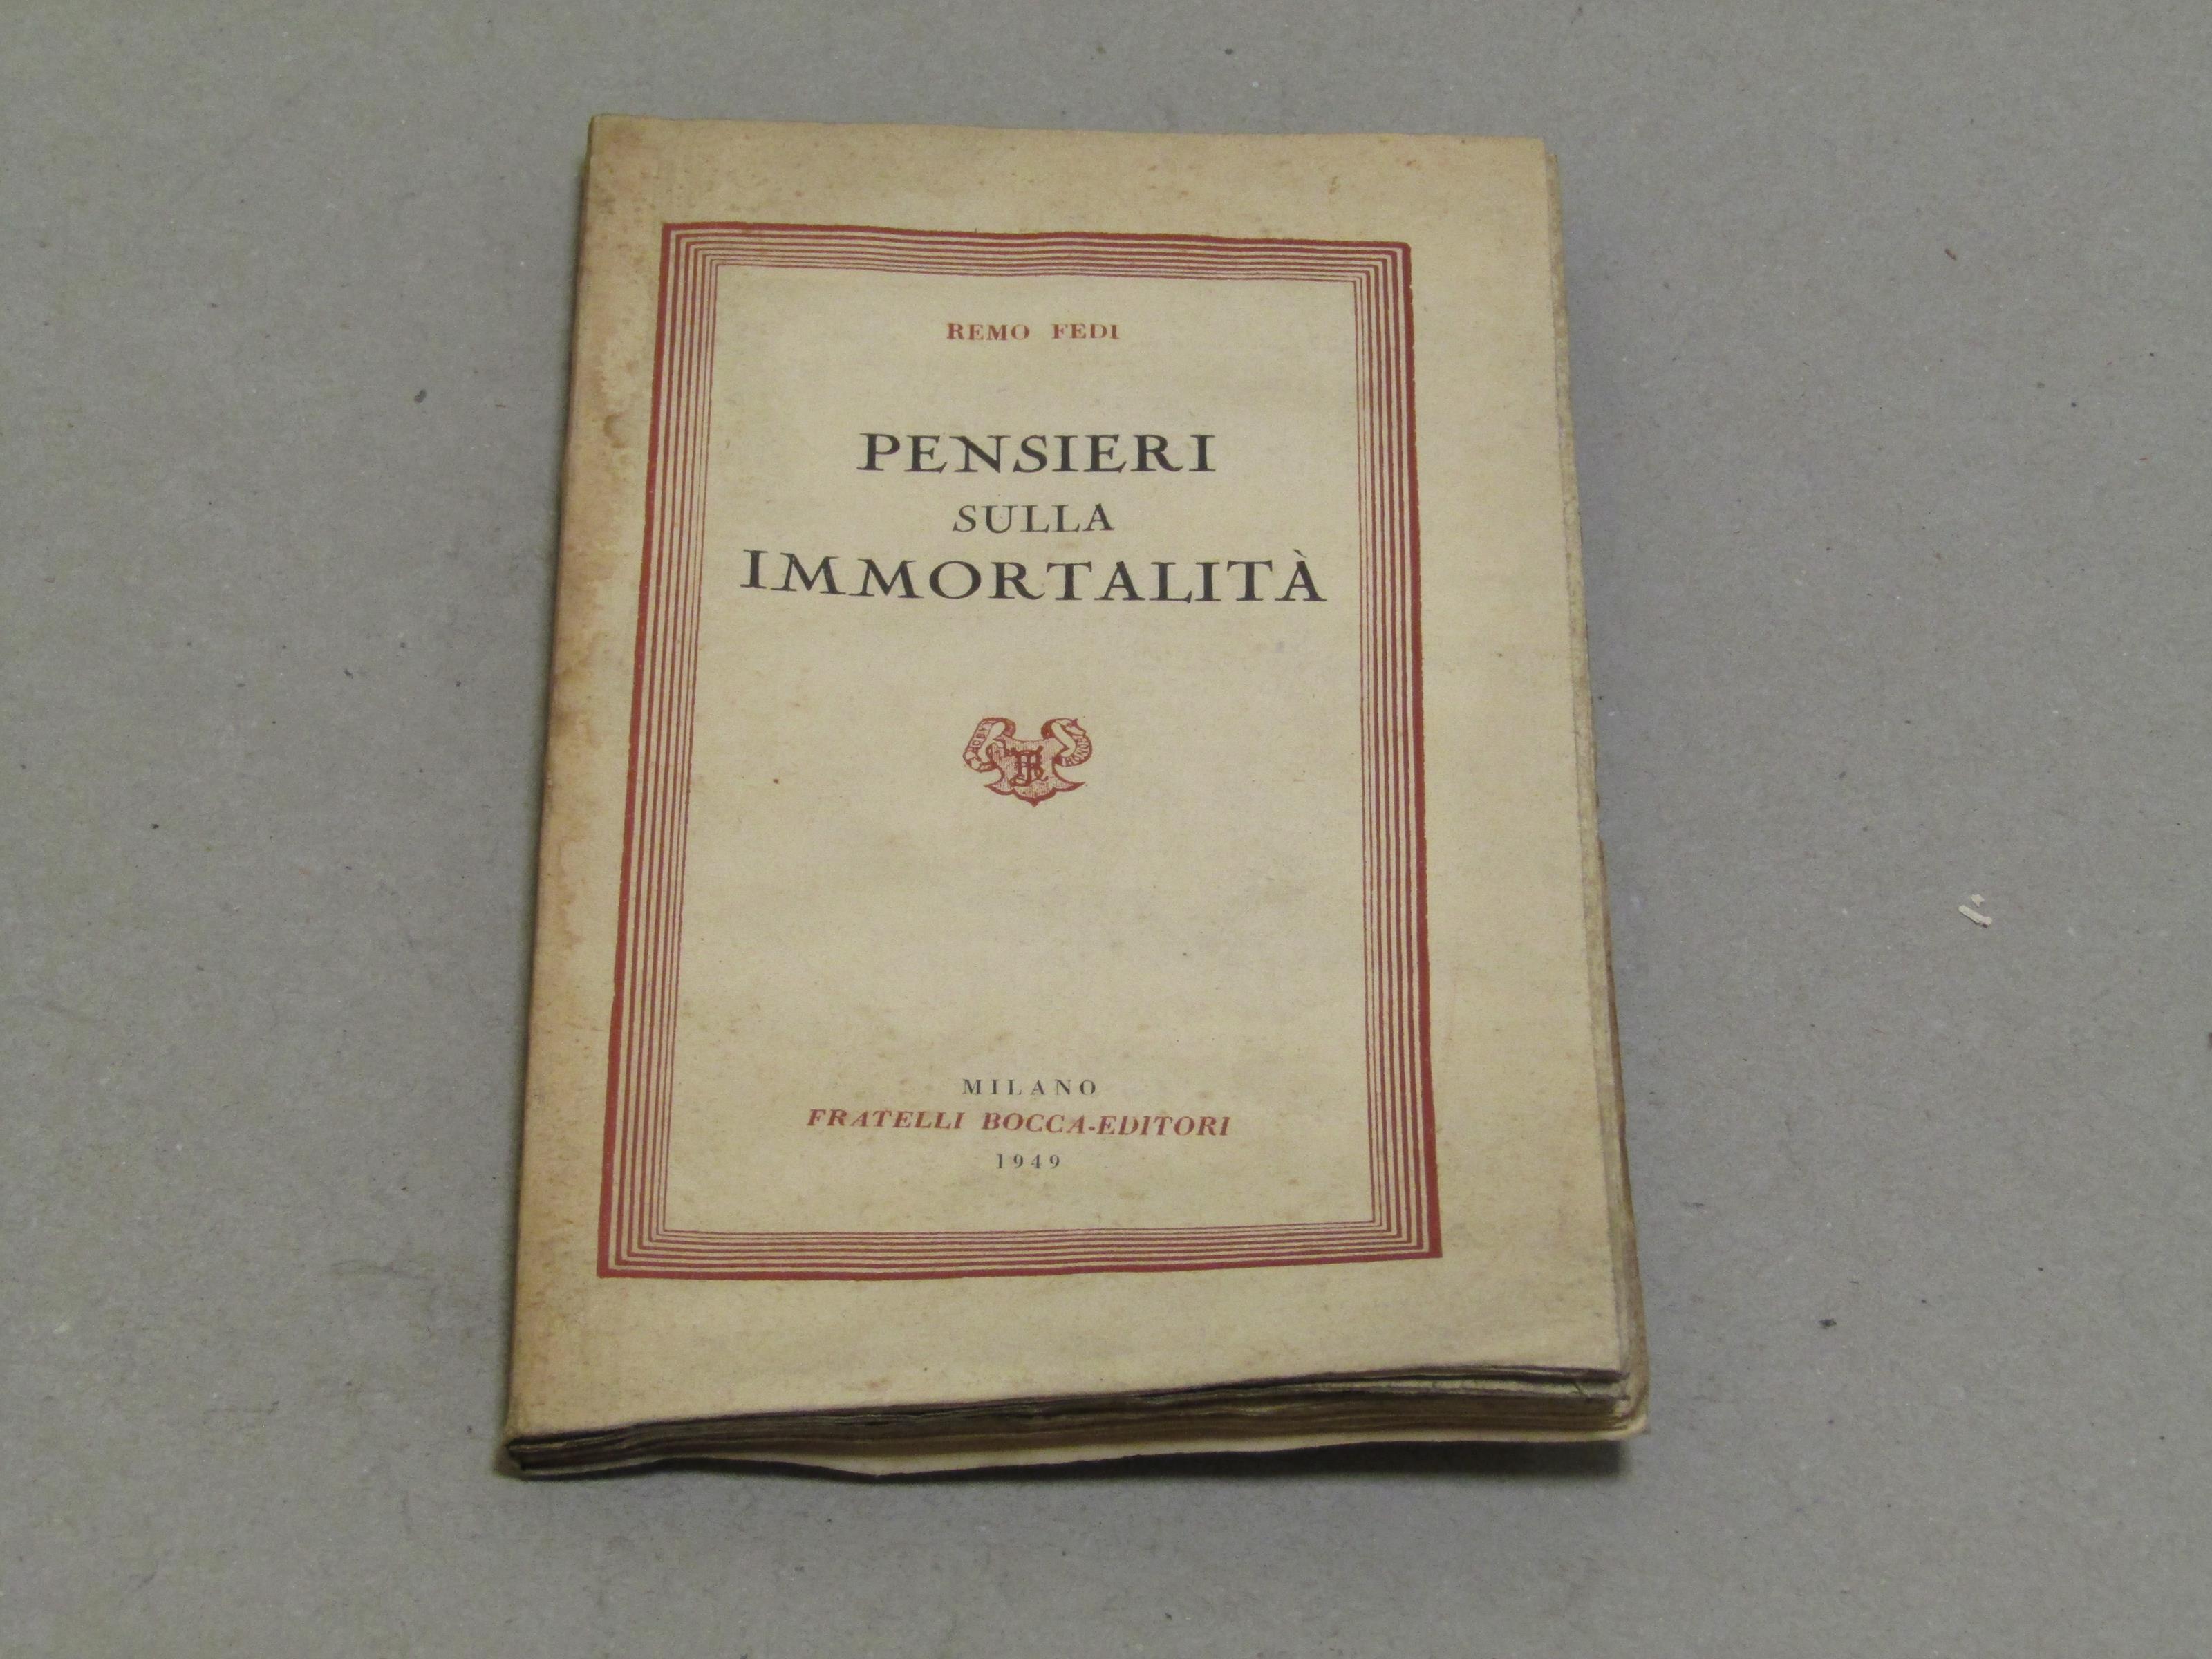 REMO FEDI
PENSIERI
SULLA
IMMORTALITÀ
MILANO
FRATELLI BOCCA-EDITORI
1949